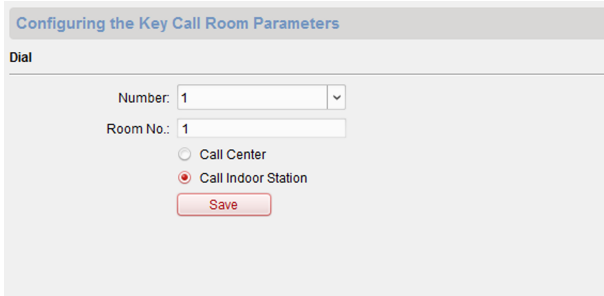 Configuring the Key Call Room Parameters
Dial
Number: 1
Room No.: 1
Call Center
Call Indoor Station
Save